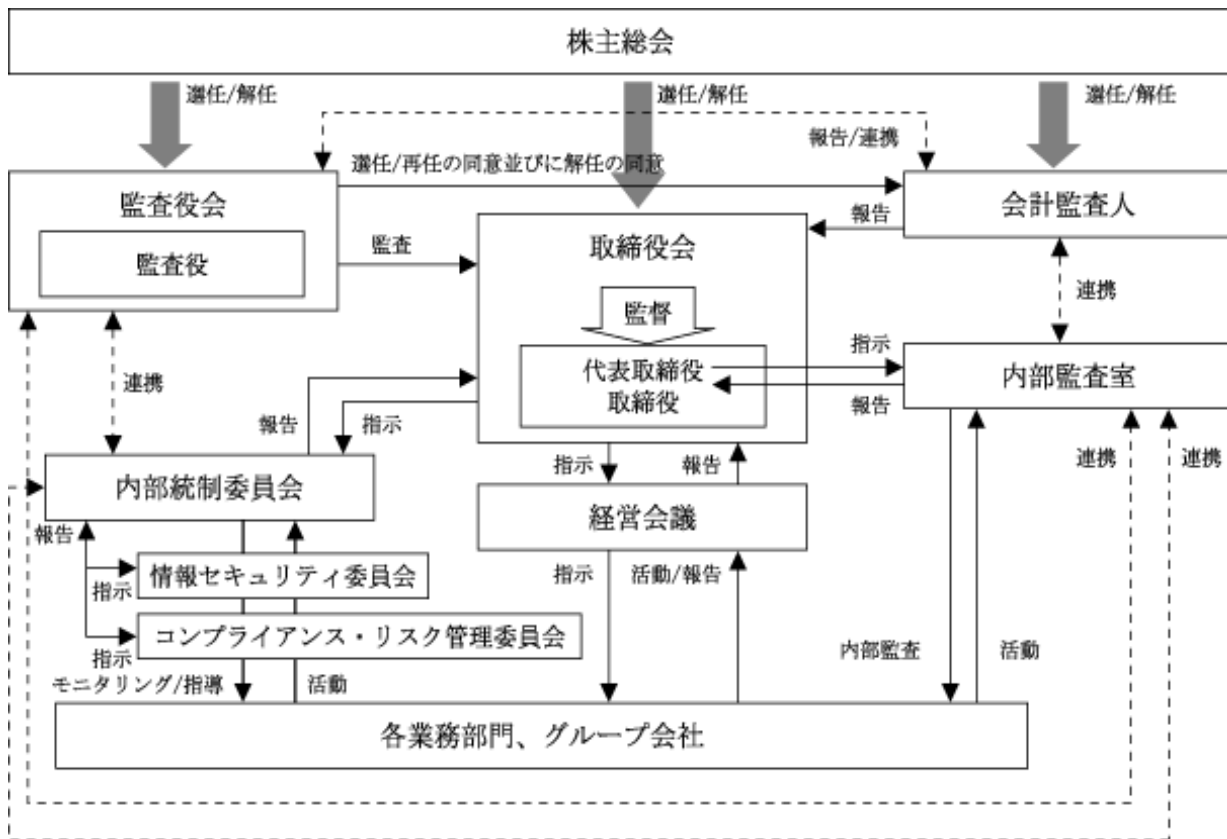 株主総会
選任/解任
選任/解任
選任/解任
報告/連携
選任/再任の同意並びに解任の同意
監査役会
監査役
会計監査人
報告
監査
取締役会
監督
代表取締役
取締役
連携
指示
内部監査室
報告
連携
報告
指示
指示
報告
連携
連携
内部統制委員会
経営会議
報告
指示
情報セキュリティ委員会
指示
活動/報告
コンプライアンス・リスク管理委員会
指示
内部監査
活動
モニタリング/指導
活動
各業務部門、グループ会社